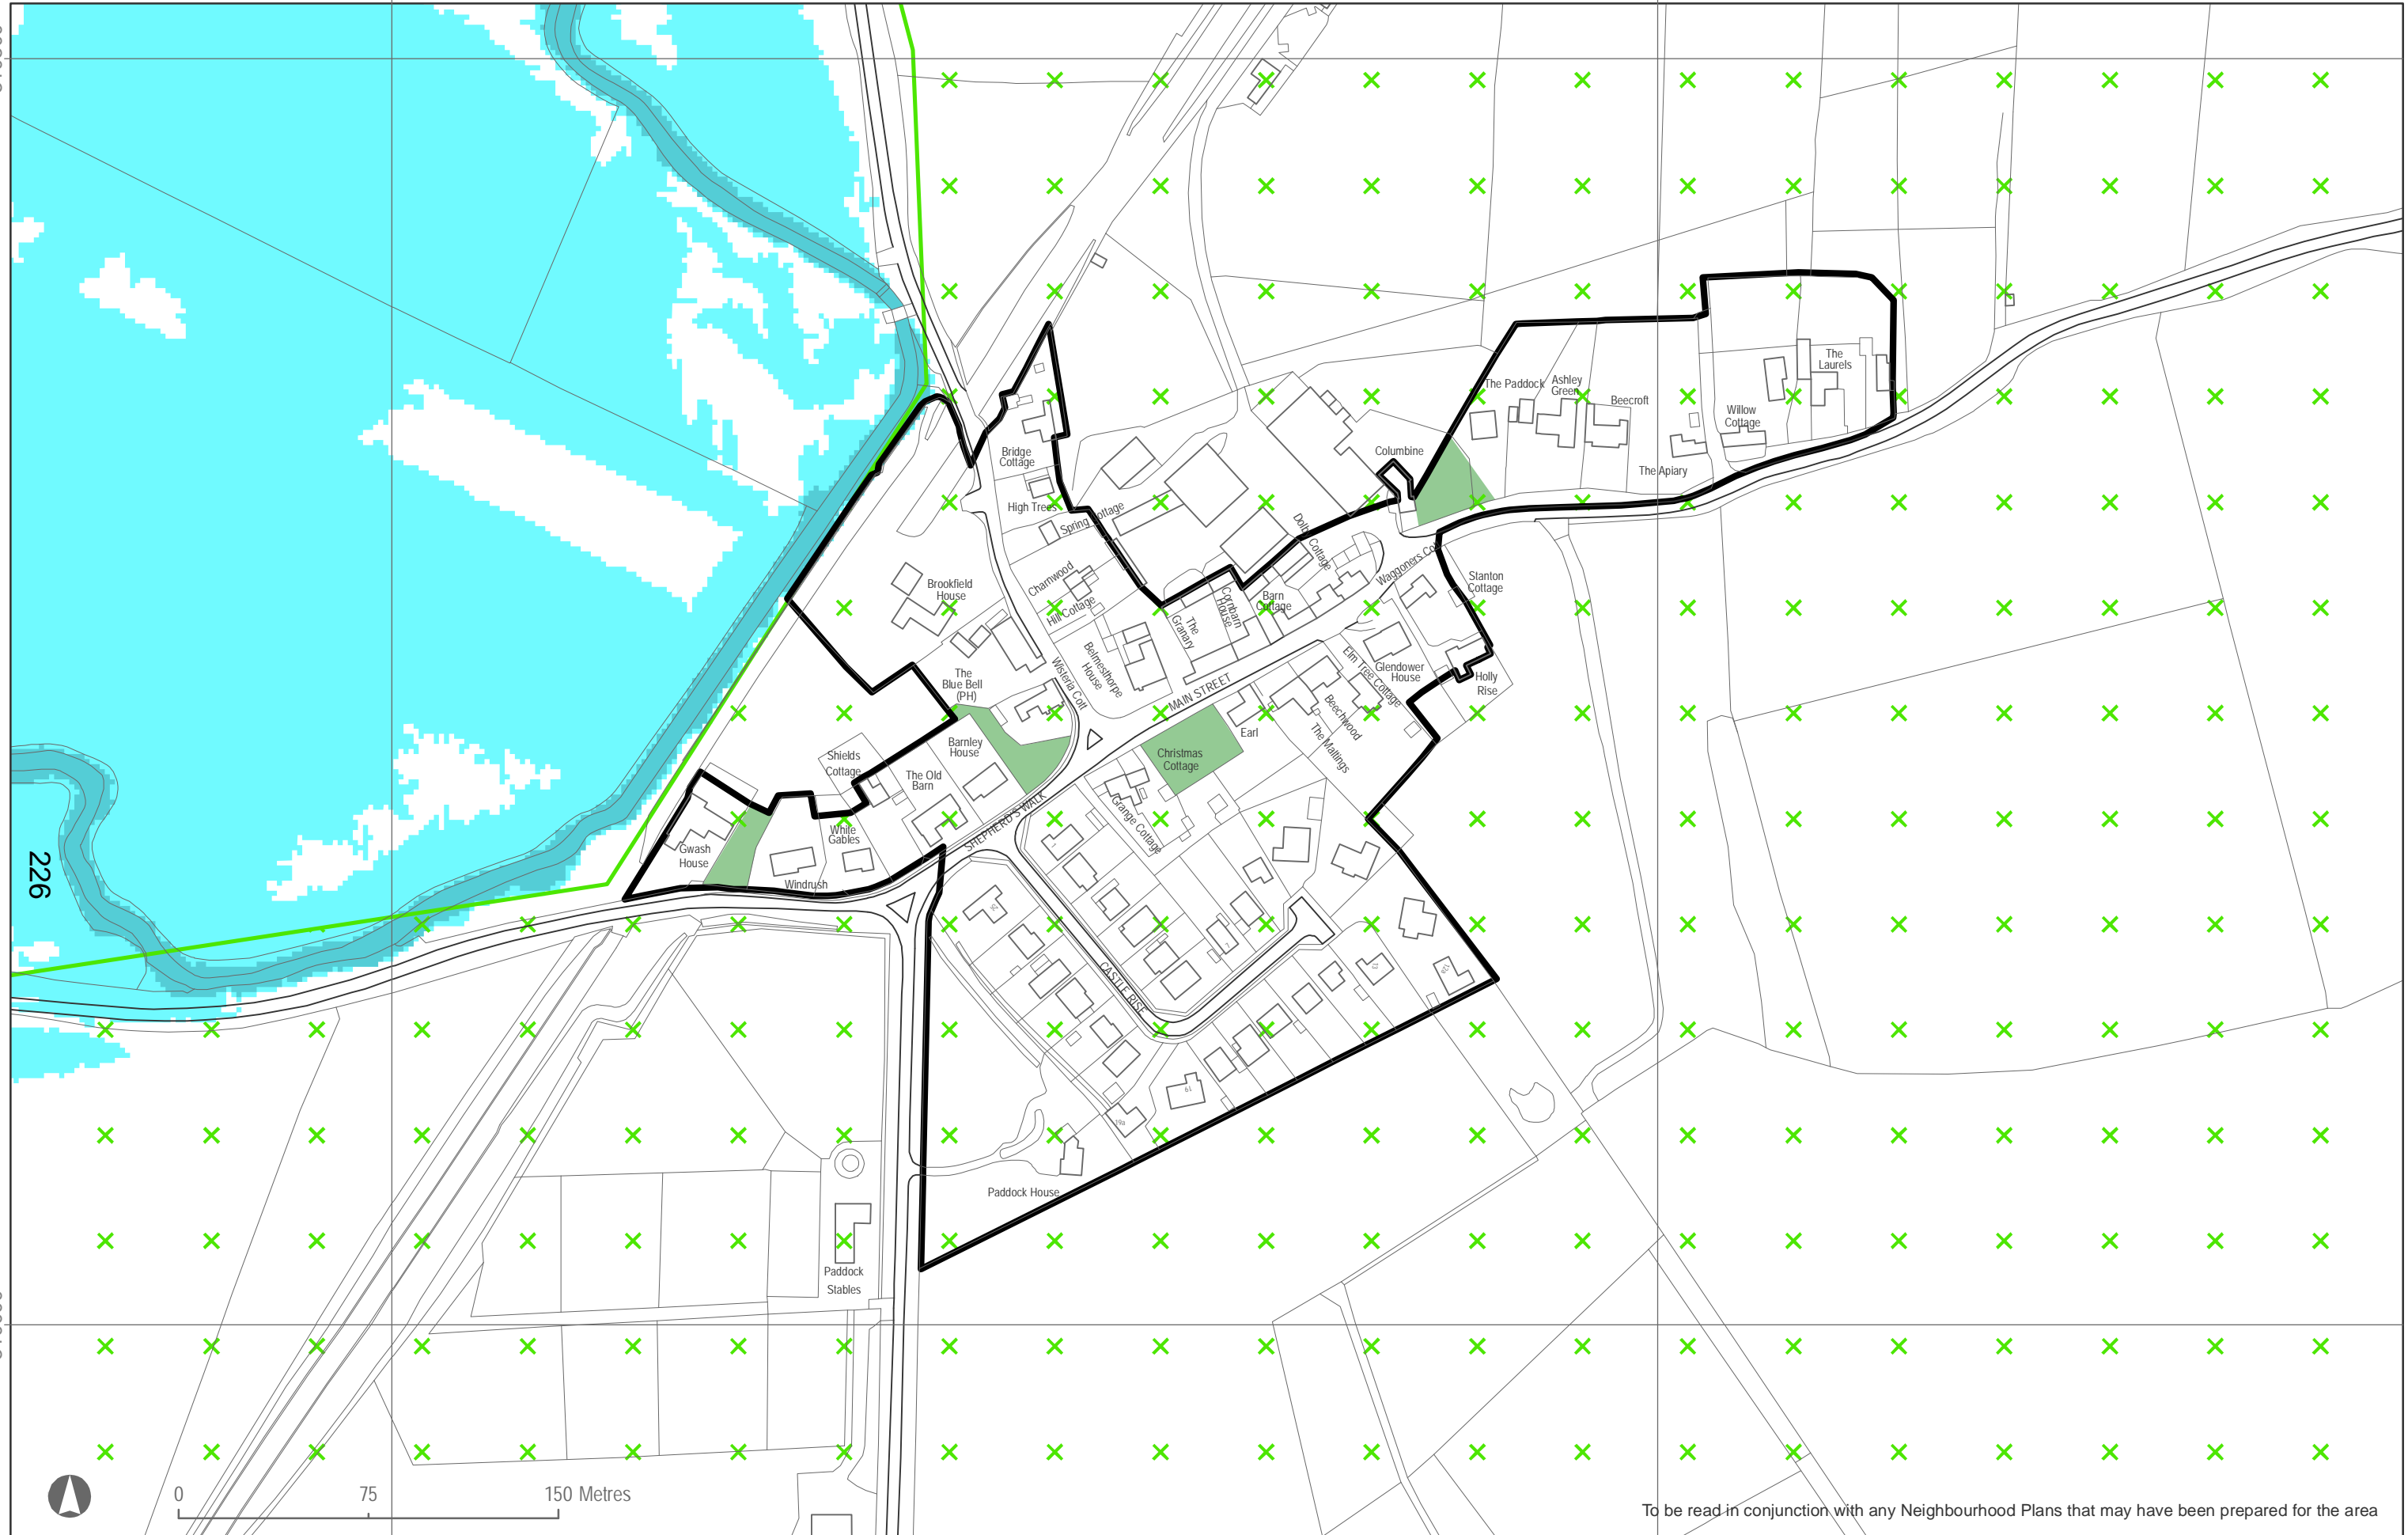 The
Laurels
The Paddock
Ashley
Green
Beecroft
Willow
Cottage
Columbine
The Apiary
Bridge
Cottage
High Trees
Spring Cottage
Charnwood
Hill Cottage
Brookfield
House
Waggoners
Cottage
Stanton
Cottage
Barn
Cottage
Cornbarn
House
The
Granary
Belmesthorpe
House
Wisteria Cott
The
Blue Bell
(PH)
MAIN STREET
Elm Tree Cottage
Glendower
House
Holly
Rise
Beechwood
The Maltings
Earl
Christmas
Cottage
Barnley
House
Shields
Cottage
The Old
Barn
White
Gables
Gwash
House
Windrush
SHEPHERD'S WALK
Grange Cottage
CASTLE RISE
1
7
19a
Paddock House
Paddock
Stables
226
0
75
150 Metres
To be read in conjunction with any Neighbourhood Plans that may have been prepared for the area